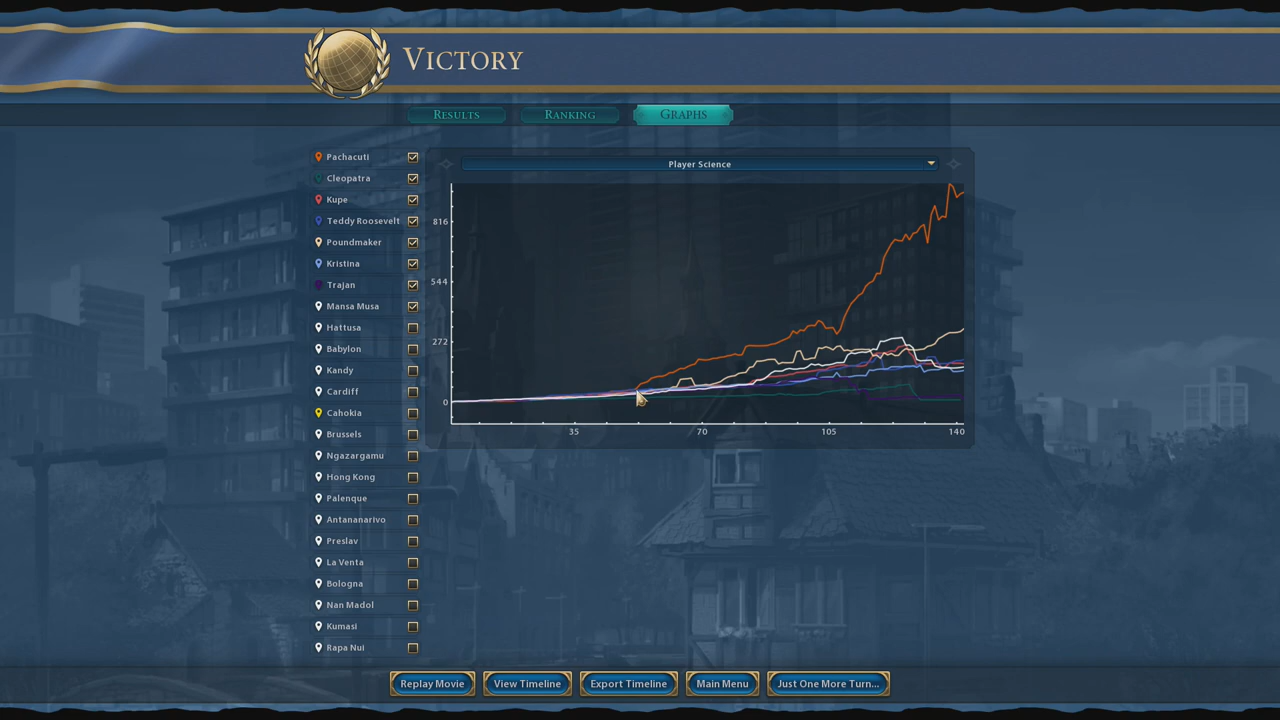 VICTORY
RESULTS
RANKING
GRAPHS
Pachacuti
Cleopatra
Kupe
Teddy Roosevelt
Poundmaker
Kristina
Trajan
Mansa Musa
Hattusa
Babylon
Kandy
Cardiff
Cahokia
Brussels
Ngazargamu
Hong Kong
Palenque
Antananarivo
Preslav
La Venta
Bologna
Nan Madol
Kumasi
Rapa Nui
Player Science
816
544
272
0
35
70
105
140
Replay Movie
View Timeline
Export Timeline
Main Menu
Just One More Turn...